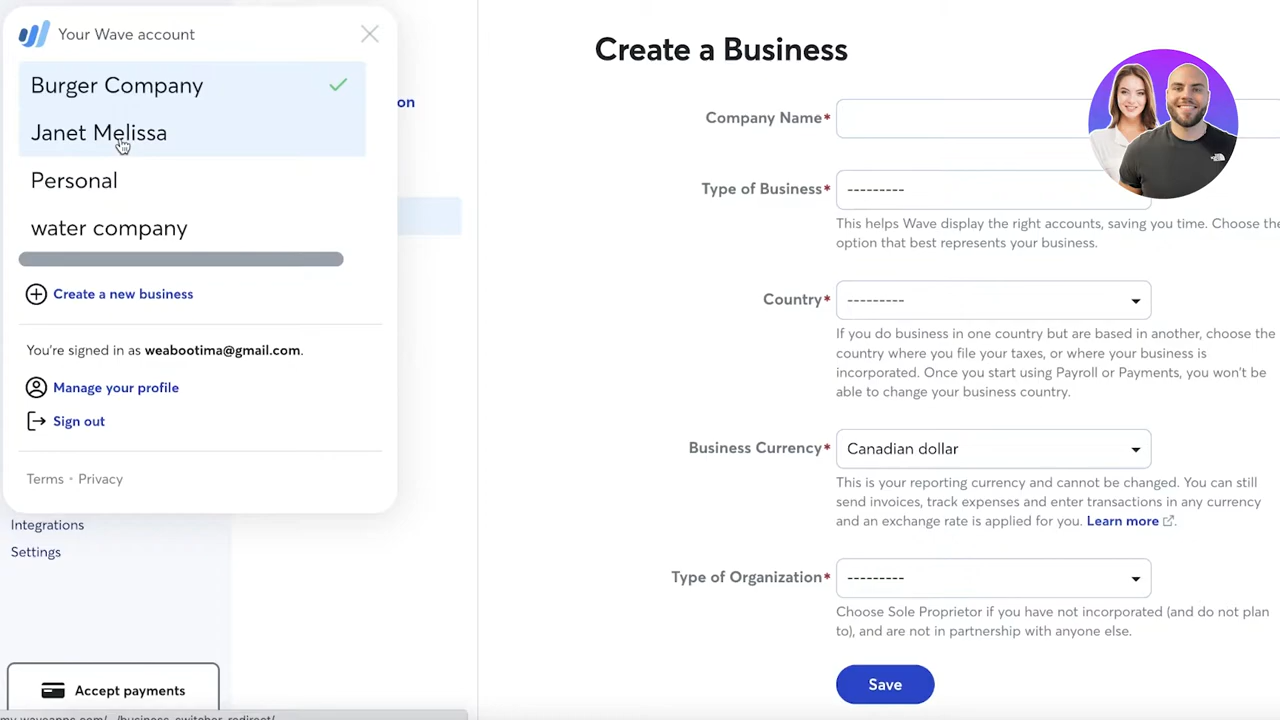 Your Wave account
Burger Company
Janet Melissa
Personal
water company
Create a new business
You're signed in as weabootima@gmail.com.
Manage your profile
Sign out
Terms • Privacy
on
Integrations
Settings
Accept payments
Create a Business
Company Name*
Type of Business* ---------
This helps Wave display the right accounts, saving you time. Choose the
option that best represents your business.
Country* ---------
If you do business in one country but are based in another, choose the
country where you file your taxes, or where your business is
incorporated. Once you start using Payroll or Payments, you won't be
able to change your business country.
Business Currency* Canadian dollar
This is your reporting currency and cannot be changed. You can still
send invoices, track expenses and enter transactions in any currency
and an exchange rate is applied for you. Learn more.
Type of Organization* ---------
Choose Sole Proprietor if you have not incorporated (and do not plan
to), and are not in partnership with anyone else.
Save